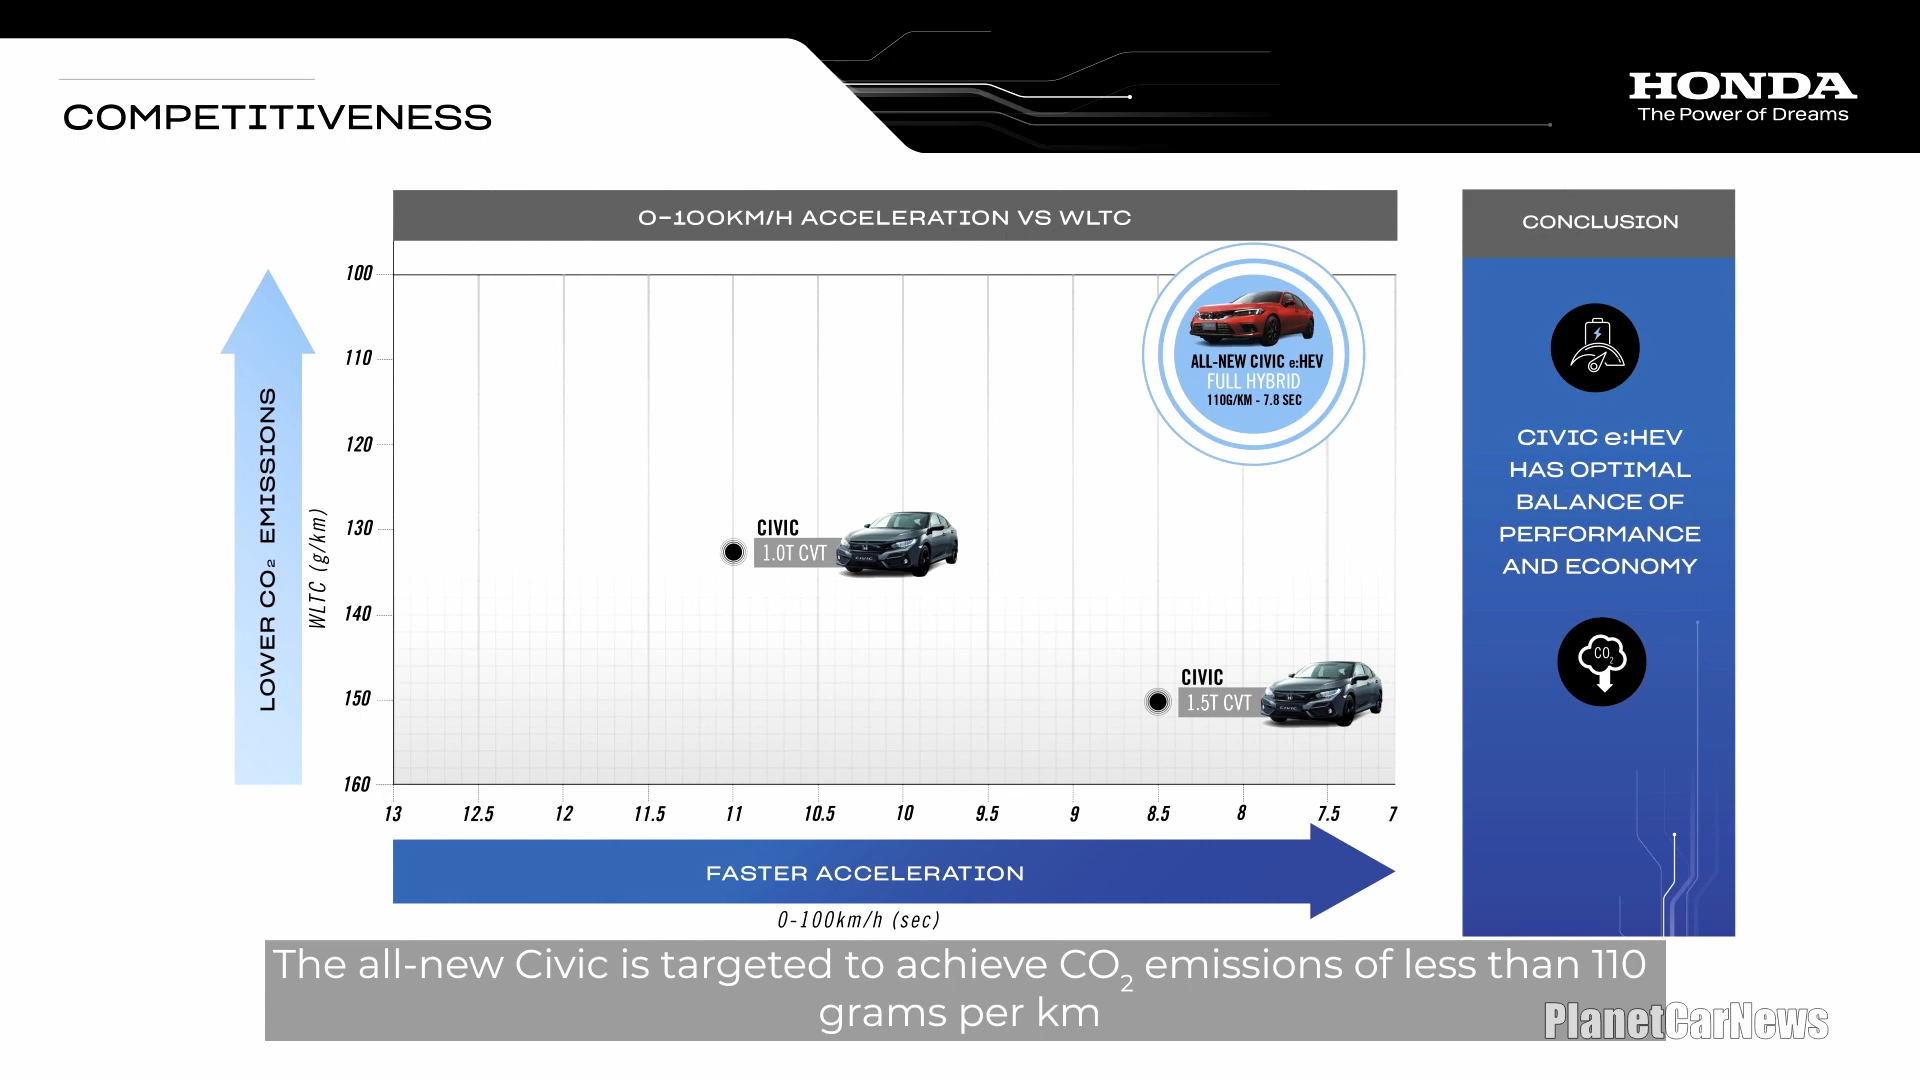 COMPETITIVENESS
HONDA
The Power of Dreams
0-100KM/H ACCELERATION VS WLTC
CONCLUSION
100
110
120
130
140
150
160
LOWER CO₂ EMISSIONS
WLTC (g/km)
ALL-NEW CIVIC e:HEV
FULL HYBRID
110G/KM - 7.8 SEC
CIVIC
1.0T CVT
CIVIC
1.5T CVT
13 12.5 12 11.5 11 10.5 10 9.5 9 8.5 8 7.5 7
FASTER ACCELERATION
0-100km/h (sec)
CIVIC e:HEV
HAS OPTIMAL
BALANCE OF
PERFORMANCE
AND ECONOMY
CO₂
The all-new Civic is targeted to achieve CO₂ emissions of less than 110
grams per km
PlanetCarNews